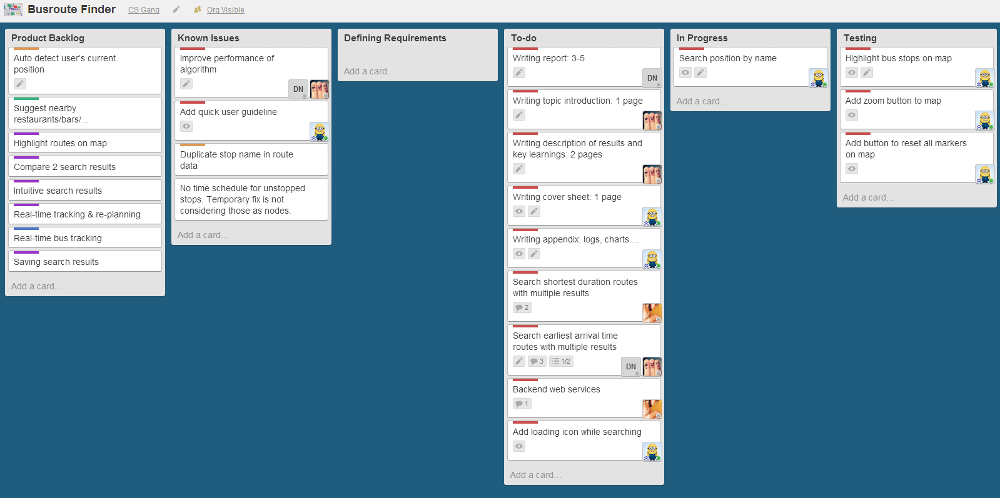 Busroute Finder CS Gang Org Visible
Product Backlog
Auto detect user's current
position
Suggest nearby
restaurants/bars/...
Highlight routes on map
Compare 2 search results
Intuitive search results
Real-time tracking & re-planning
Real-time bus tracking
Saving search results
Add a card...
Known Issues
Improve performance of
algorithm
DN
Add quick user guideline
Duplicate stop name in route
data
No time schedule for unstopped
stops. Temporary fix is not
considering those as nodes.
Add a card...
Defining Requirements
Add a card...
To-do
Writing report: 3-5
DN
Writing topic introduction: 1 page
Writing description of results and
key learnings: 2 pages
Writing cover sheet: 1 page
Writing appendix: logs, charts ...
Search shortest duration routes
with multiple results
2
Search earliest arrival time
routes with multiple results
3 1/2 DN
Backend web services
1
Add loading icon while searching
Add a card...
In Progress
Search position by name
Add a card...
Testing
Highlight bus stops on map
Add zoom button to map
Add button to reset all markers
on map
Add a card...